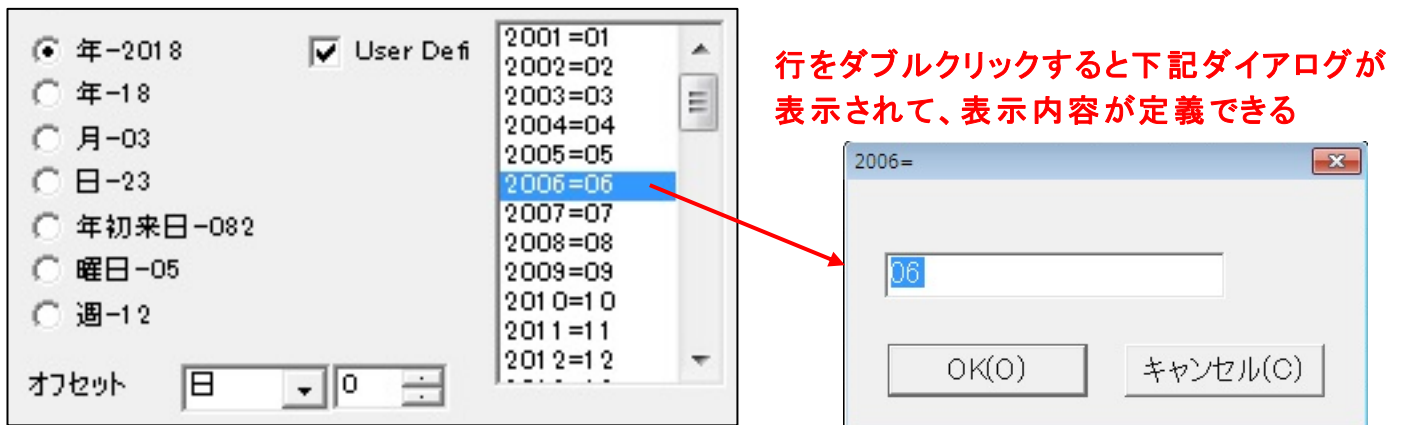 年-2018
年-18
月-03
日-23
年初来日-082
曜日-05
週-12
オフセット 日 0
User Defi
2001=01
2002=02
2003=03
2004=04
2005=05
2006=06
2007=07
2008=08
2009=09
2010=10
2011=11
2012=12
行をダブルクリックすると下記ダイアログが
表示されて、表示内容が定義できる
2006=
06
OK(O) キャンセル(C)